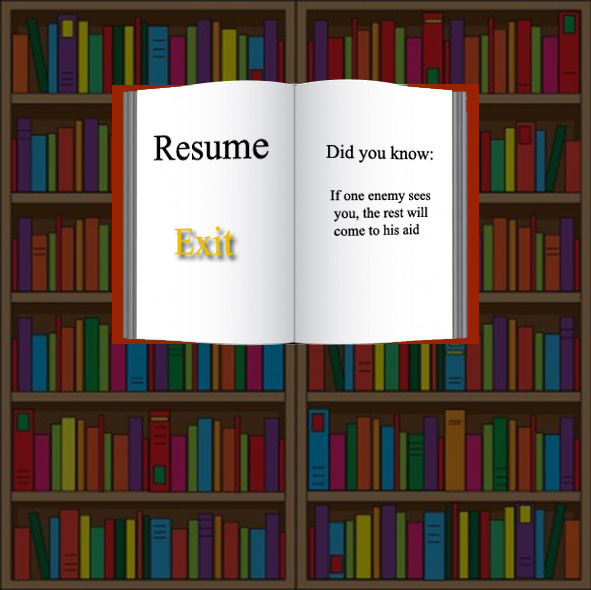 Resume
Exit
Did you know:
If one enemy sees
you, the rest will
come to his aid